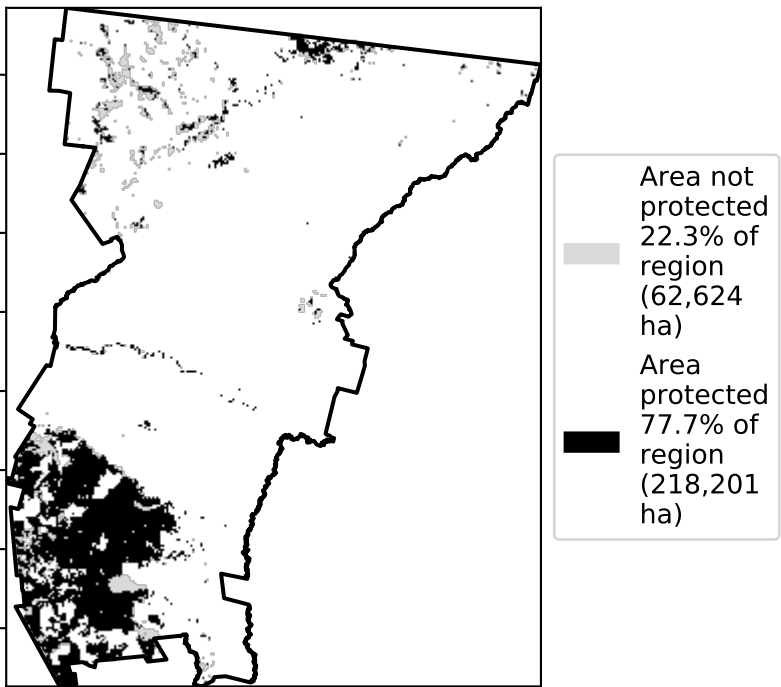 Area not
protected
22.3% of
region
(62,624
ha)
Area
protected
77.7% of
region
(218,201
ha)